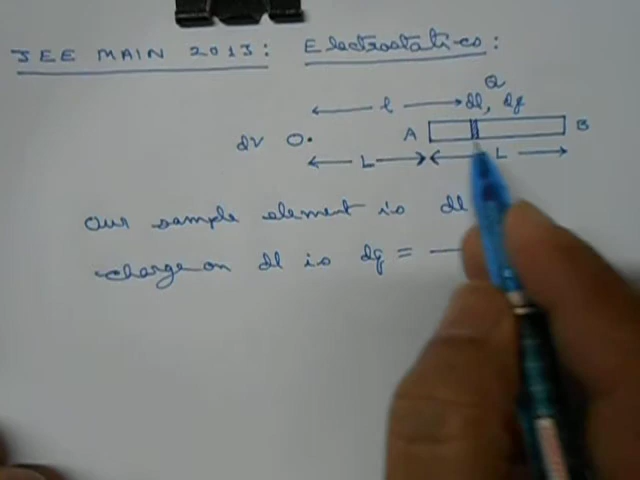 JEE MAIN 2013: Electrostatics:
Q
l dl, dq
dV O A B
L L
Our sample element is dl
charge on dl is dq =